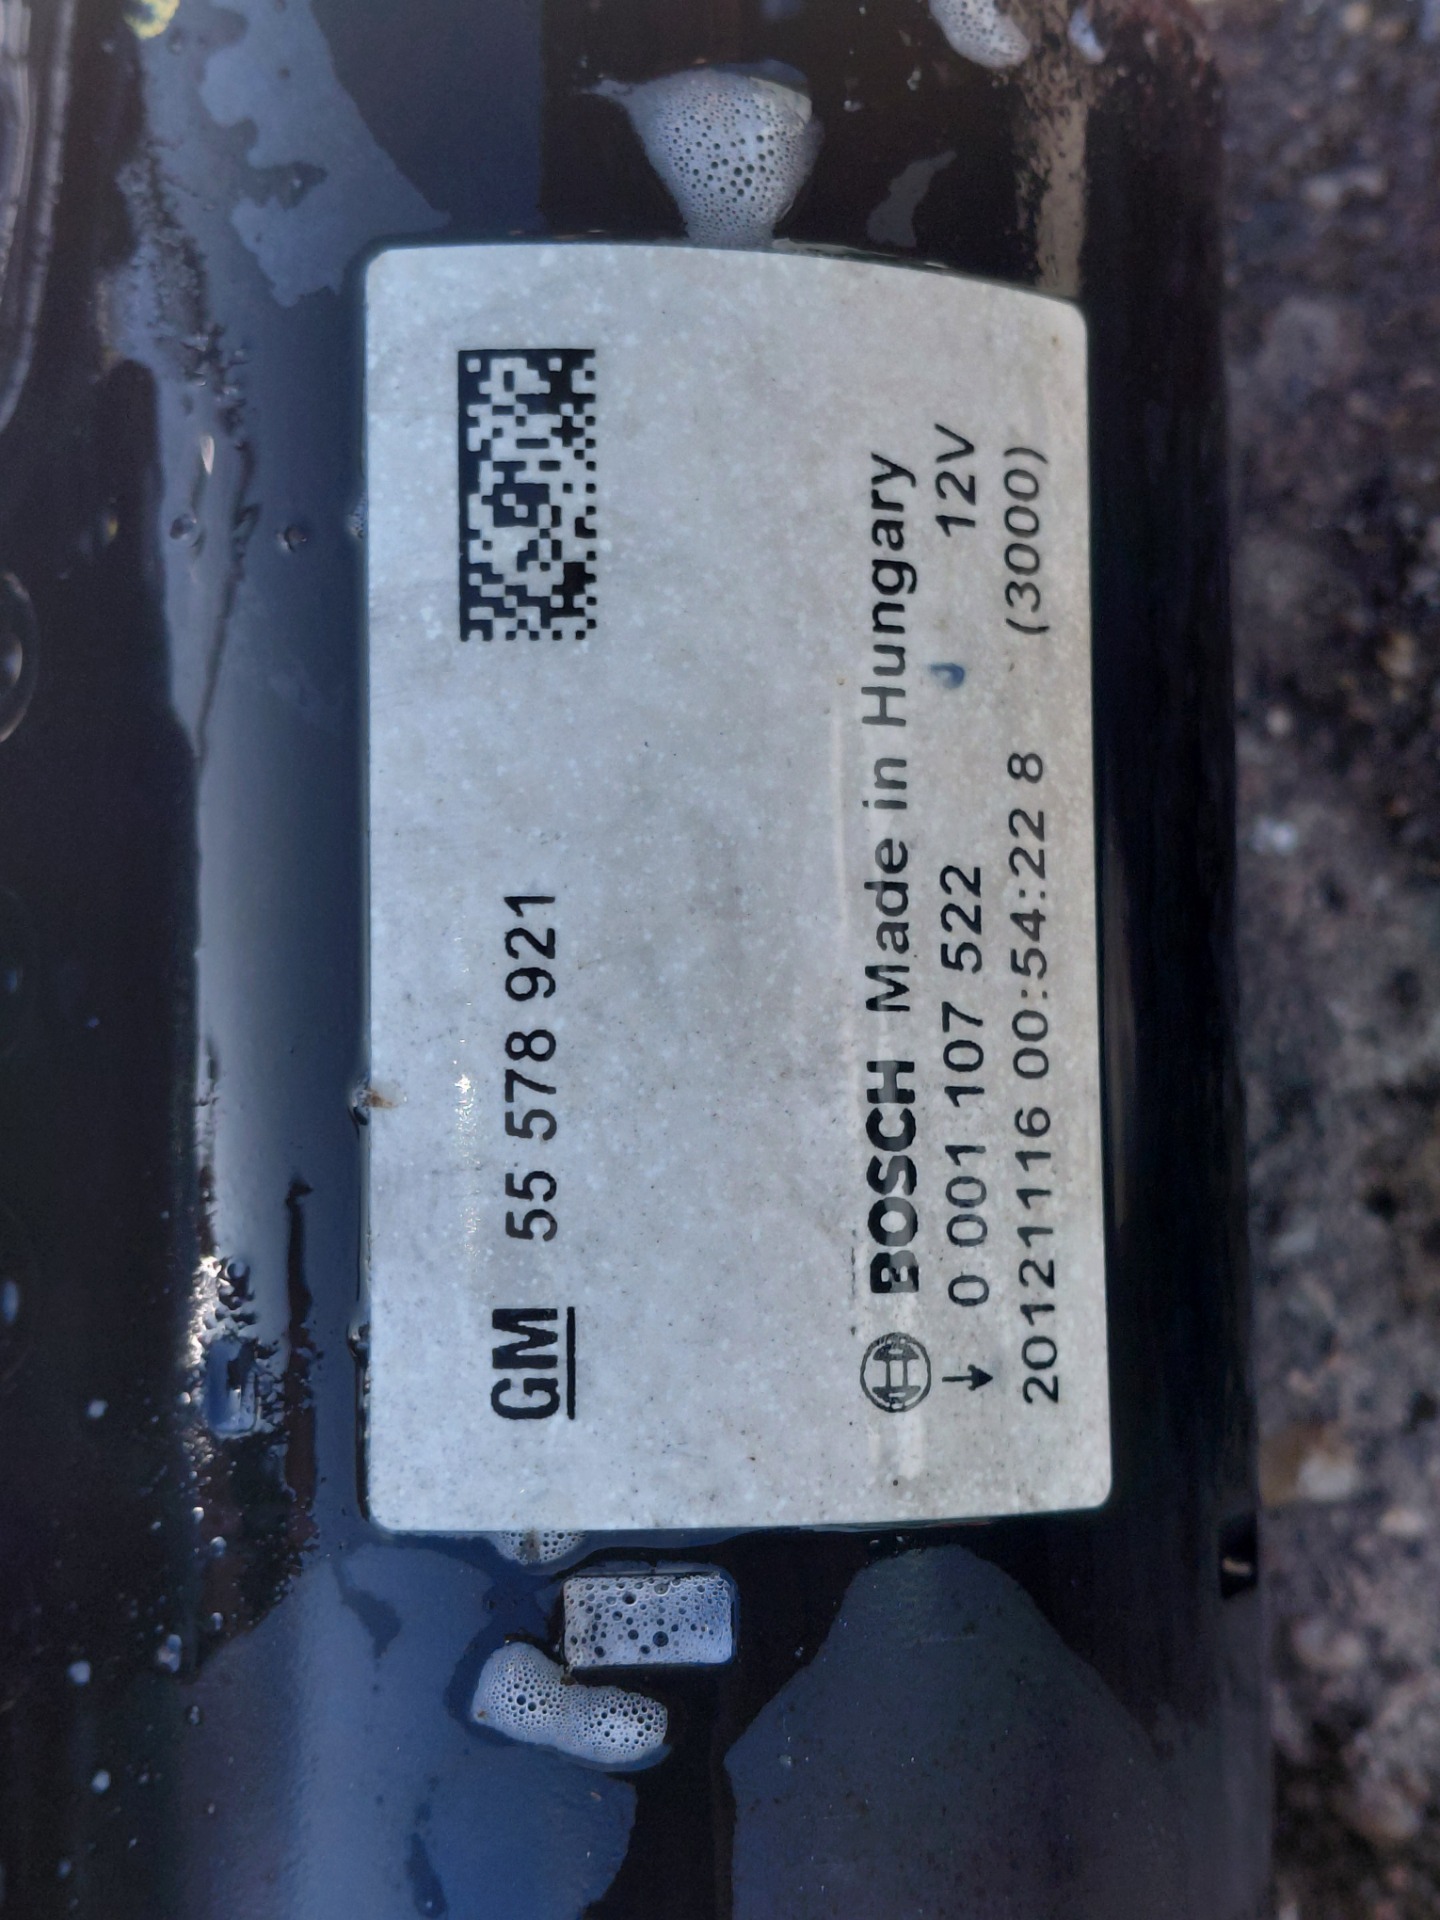 GM 55 578 921
BOSCH Made in Hungary
↓ 0 001 107 522 12V
20121116 00:54:22 8 (3000)